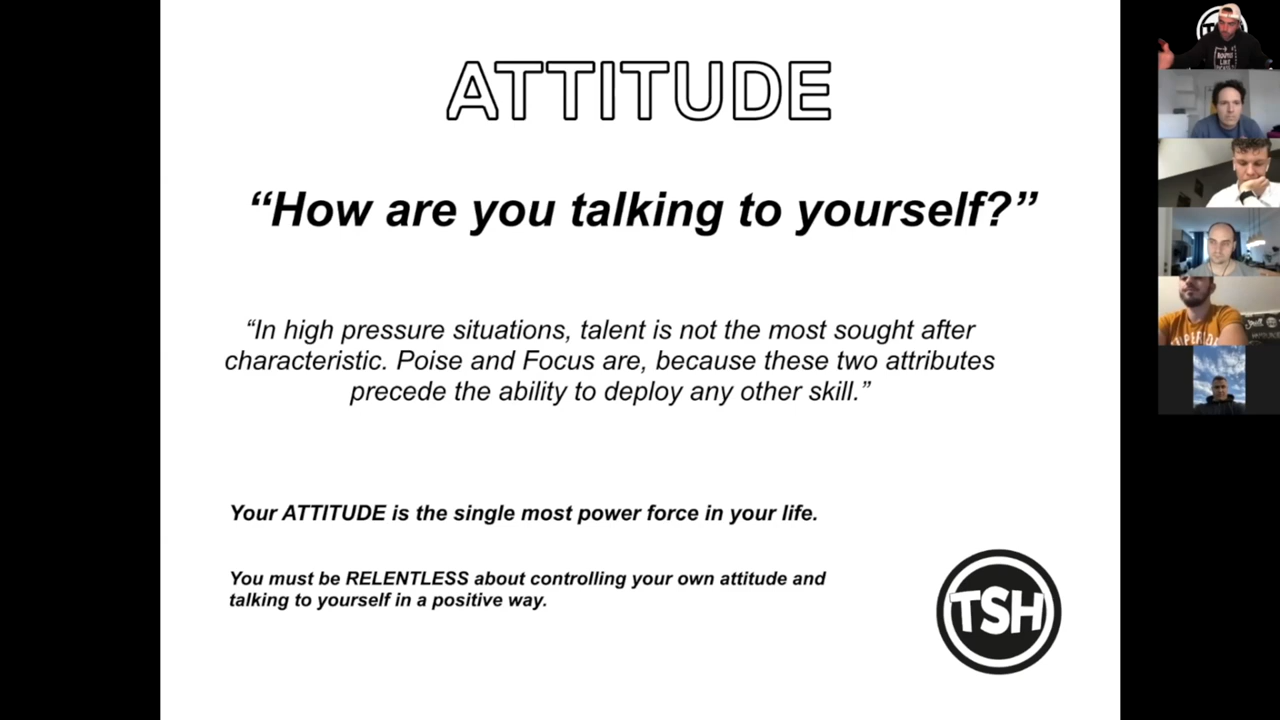 ATTITUDE
“How are you talking to yourself?”
“In high pressure situations, talent is not the most sought after
characteristic. Poise and Focus are, because these two attributes
precede the ability to deploy any other skill.”
Your ATTITUDE is the single most power force in your life.
You must be RELENTLESS about controlling your own attitude and
talking to yourself in a positive way.
TSH